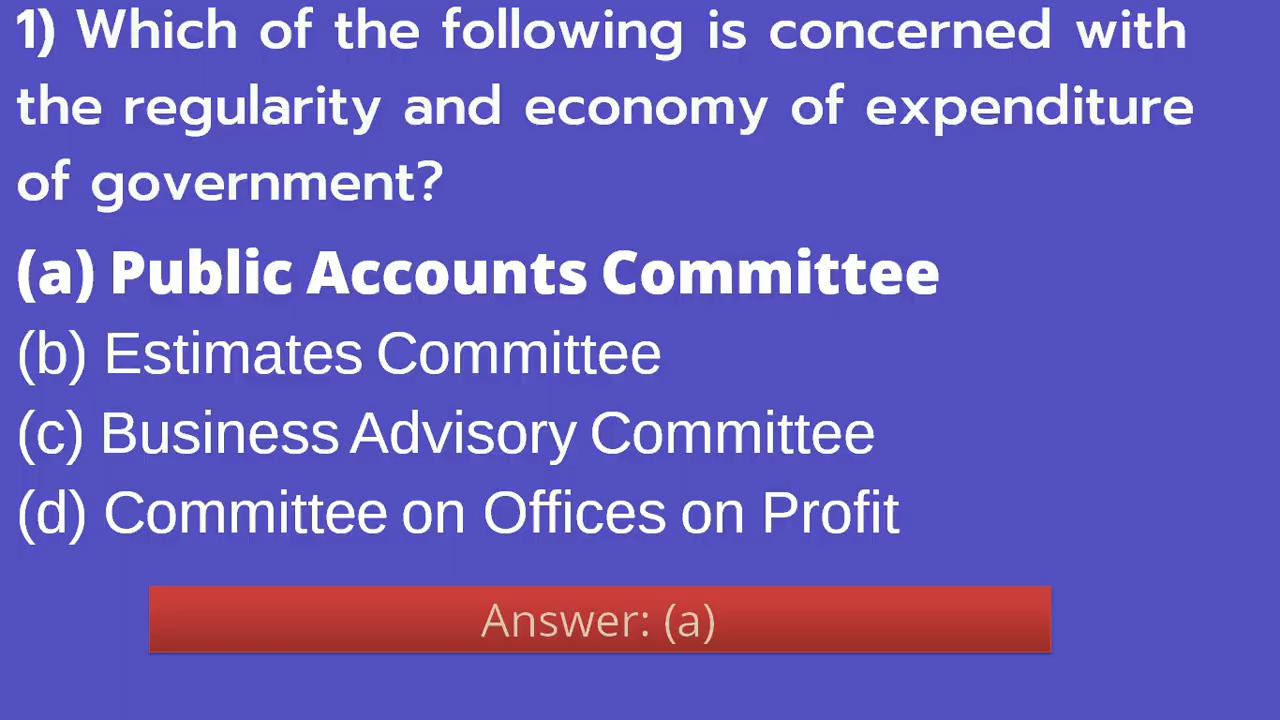 1) Which of the following is concerned with
the regularity and economy of expenditure
of government?
(a) Public Accounts Committee
(b) Estimates Committee
(c) Business Advisory Committee
(d) Committee on Offices on Profit
Answer: (a)